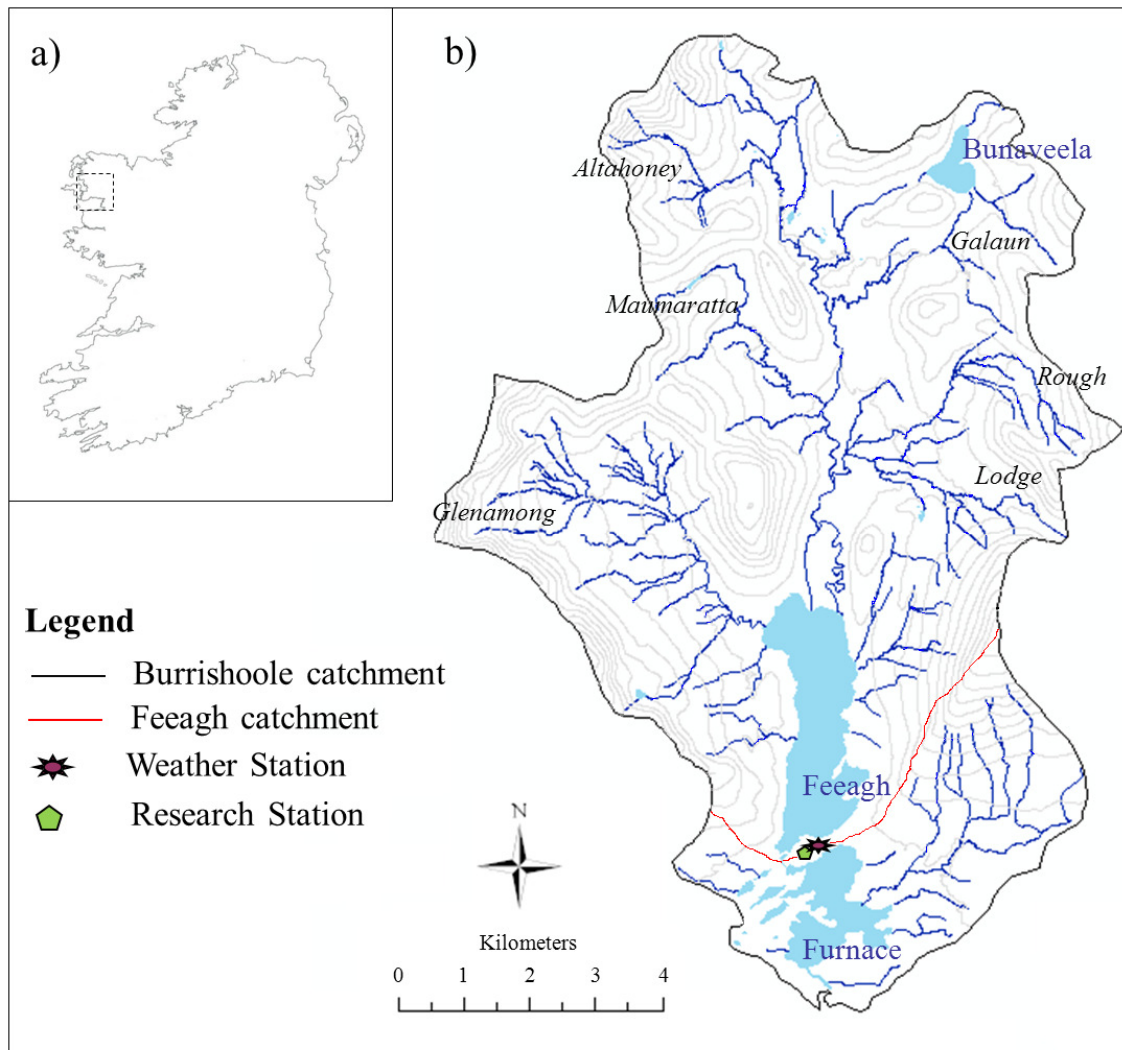 a)
b)
Bunaveela
Altahoney
Galaun
Maumaratta
Rough
Lodge
Glenamong
Legend
Burrishoole catchment
Feeagh catchment
Weather Station
Research Station
Feeagh
N
Furnace
Kilometers
0 1 2 3 4